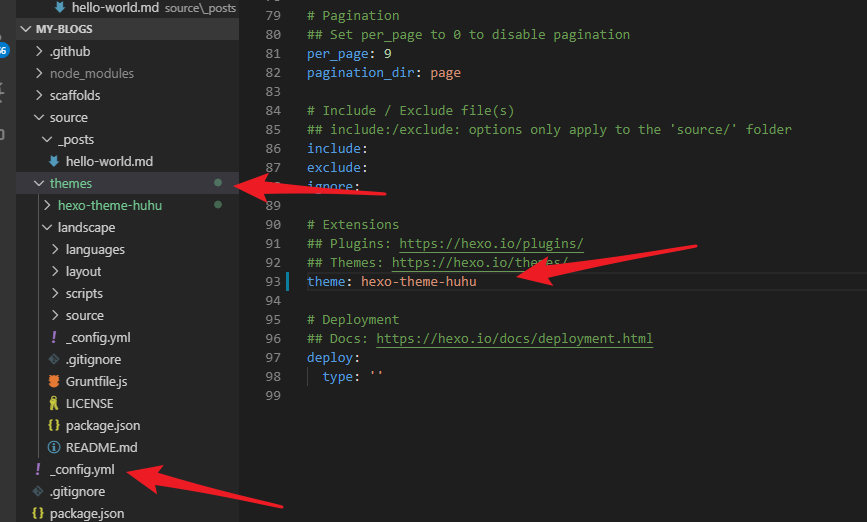 hello-world.md source\_posts
MY-BLOGS
.github
node_modules
scaffolds
source
_posts
hello-world.md
themes
hexo-theme-huhu
landscape
languages
layout
scripts
source
_config.yml
.gitignore
Gruntfile.js
LICENSE
package.json
README.md
_config.yml
.gitignore
package.json
79 # Pagination
80 ## Set per_page to 0 to disable pagination
81 per_page: 9
82 pagination_dir: page
83
84 # Include / Exclude file(s)
85 ## include:/exclude: options only apply to the 'source/' folder
86 include:
87 exclude:
ignore:
89
90 # Extensions
91 ## Plugins: https://hexo.io/plugins/
92 ## Themes: https://hexo.io/themes/
93 theme: hexo-theme-huhu
94
95 # Deployment
96 ## Docs: https://hexo.io/docs/deployment.html
97 deploy:
98 type: ''
99